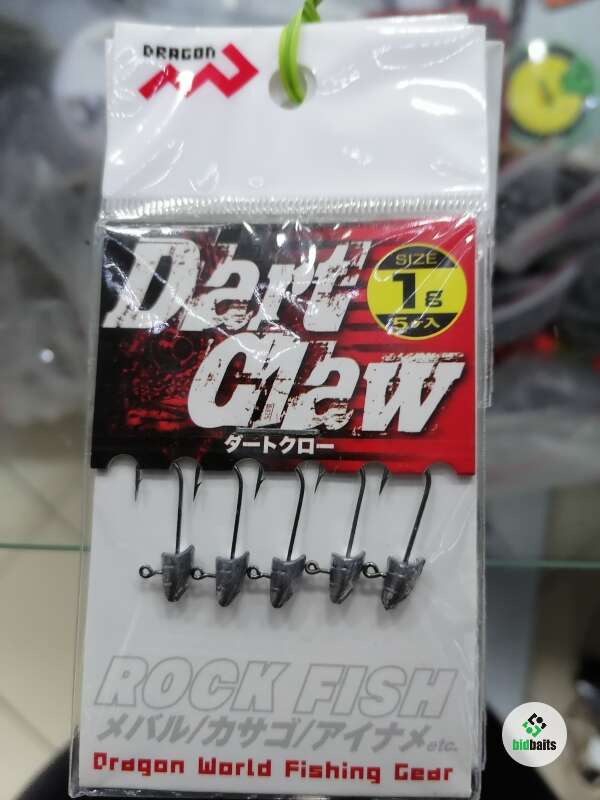 DRAGON
Dart
Claw
SIZE
1g
5ヶ入
ダートクロー
ROCK FISH
メバル/カサゴ/アイナメetc.
Dragon World Fishing Gear
bidbaits